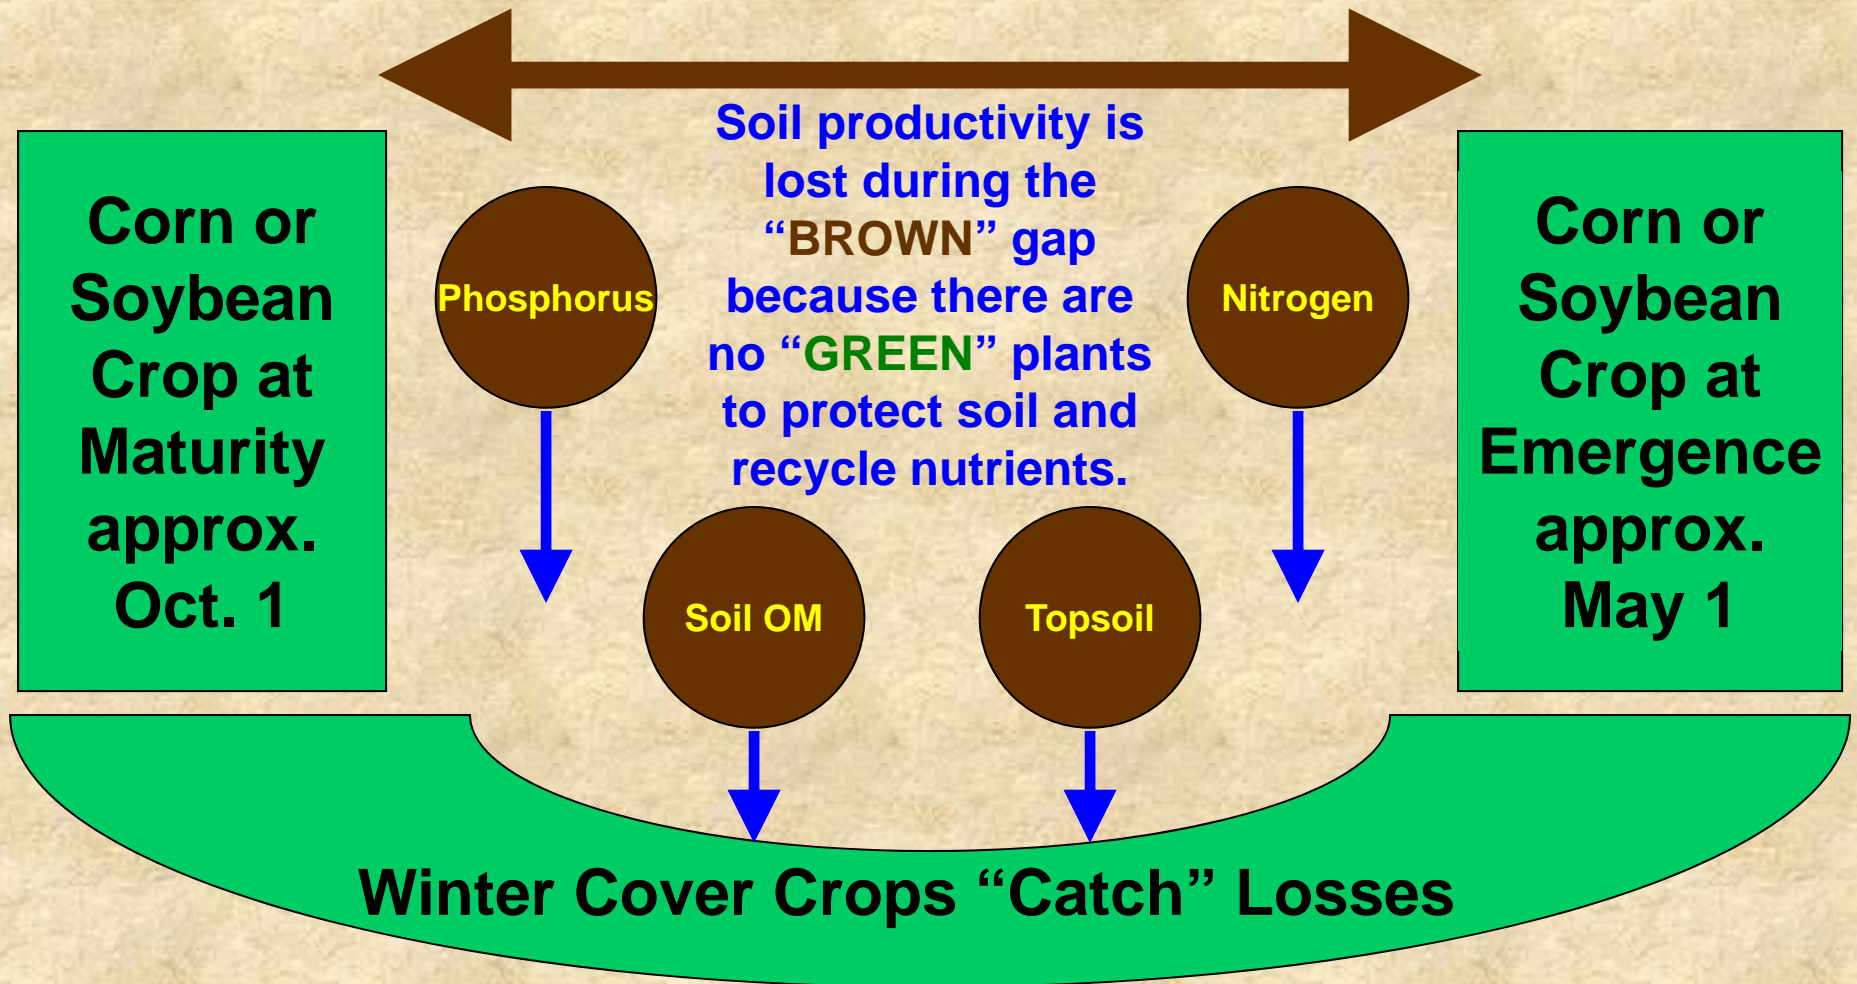 Soil productivity is
lost during the
“BROWN” gap
because there are
no “GREEN” plants
to protect soil and
recycle nutrients.
Corn or
Soybean
Crop at
Maturity
approx.
Oct. 1
Phosphorus
Nitrogen
Corn or
Soybean
Crop at
Emergence
approx.
May 1
Soil OM
Topsoil
Winter Cover Crops “Catch” Losses